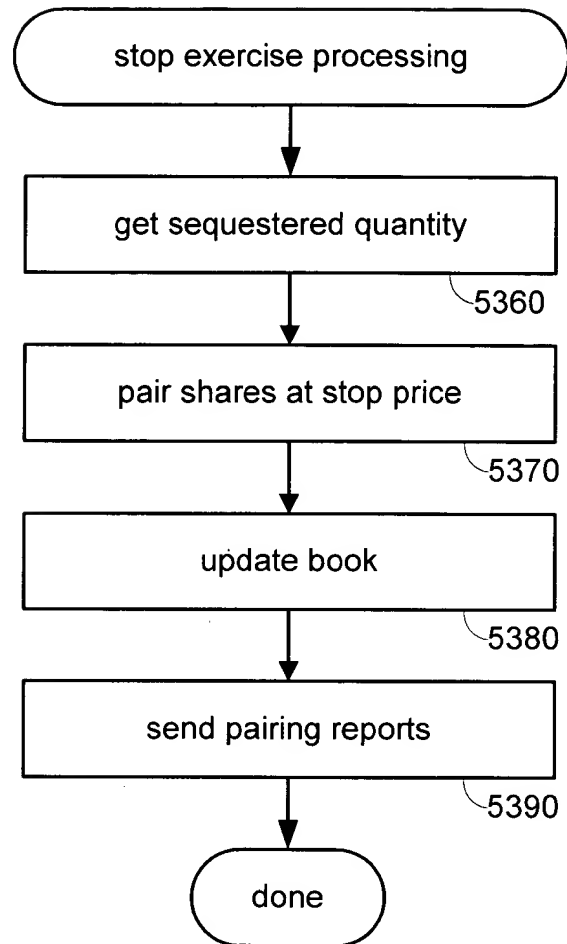 stop exercise processing
get sequestered quantity
5360
pair shares at stop price
5370
update book
5380
send pairing reports
5390
done